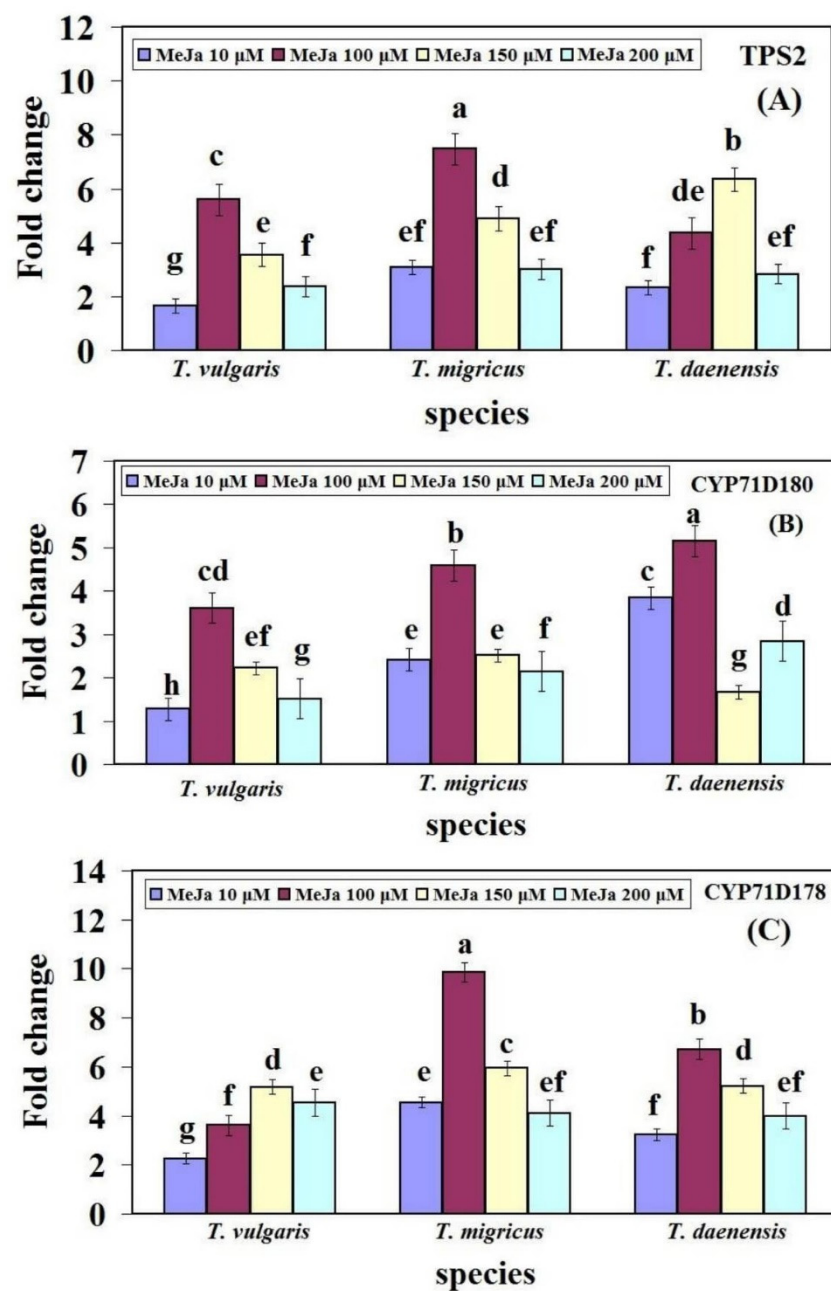 12
MeJa 10 μM MeJa 100 μM MeJa 150 μM MeJa 200 μM TPS2
(A)
10
a
8
c b
d de
6
e
4
g f ef ef f ef
2
0
Fold change
T. vulgaris T. migricus T. daenensis
species
7
MeJa 10 μM MeJa 100 μM MeJa 150 μM MeJa 200 μM CYP71D180
(B)
6
a
5
b
cd c
4
d
3
ef e e f
2
h g g
1
0
Fold change
T. vulgaris T. migricus T. daenensis
species
14
MeJa 10 μM MeJa 100 μM MeJa 150 μM MeJa 200 μM CYP71D178
(C)
12
a
10
8
b
c
6
d e e d ef
4
g f ef f
2
0
Fold change
T. vulgaris T. migricus T. daenensis
species